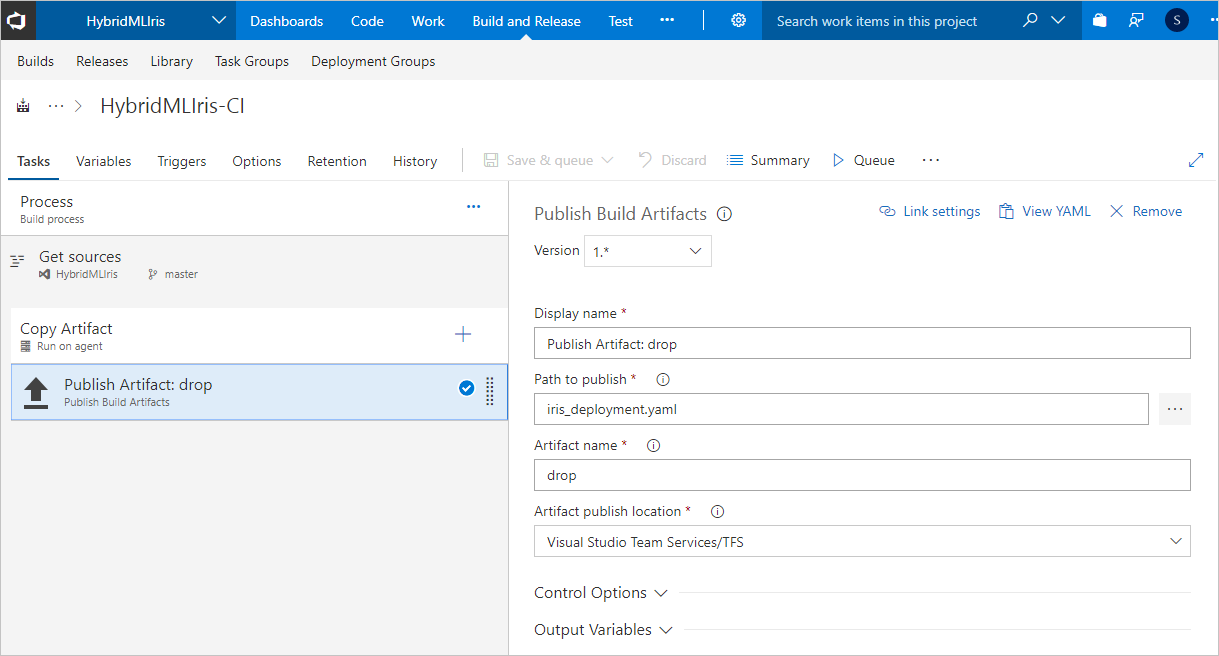 HybridMLIris Dashboards Code Work Build and Release Test ··· Search work items in this project S
Builds Releases Library Task Groups Deployment Groups
··· > HybridMLIris-CI
Tasks Variables Triggers Options Retention History Save & queue Discard Summary Queue ···
Process
Build process
···
Get sources
HybridMLIris master
Copy Artifact
Run on agent
Publish Artifact: drop
Publish Build Artifacts
Publish Build Artifacts Link settings View YAML Remove
Version 1.*
Display name *
Publish Artifact: drop
Path to publish *
iris_deployment.yaml ···
Artifact name *
drop
Artifact publish location *
Visual Studio Team Services/TFS
Control Options
Output Variables